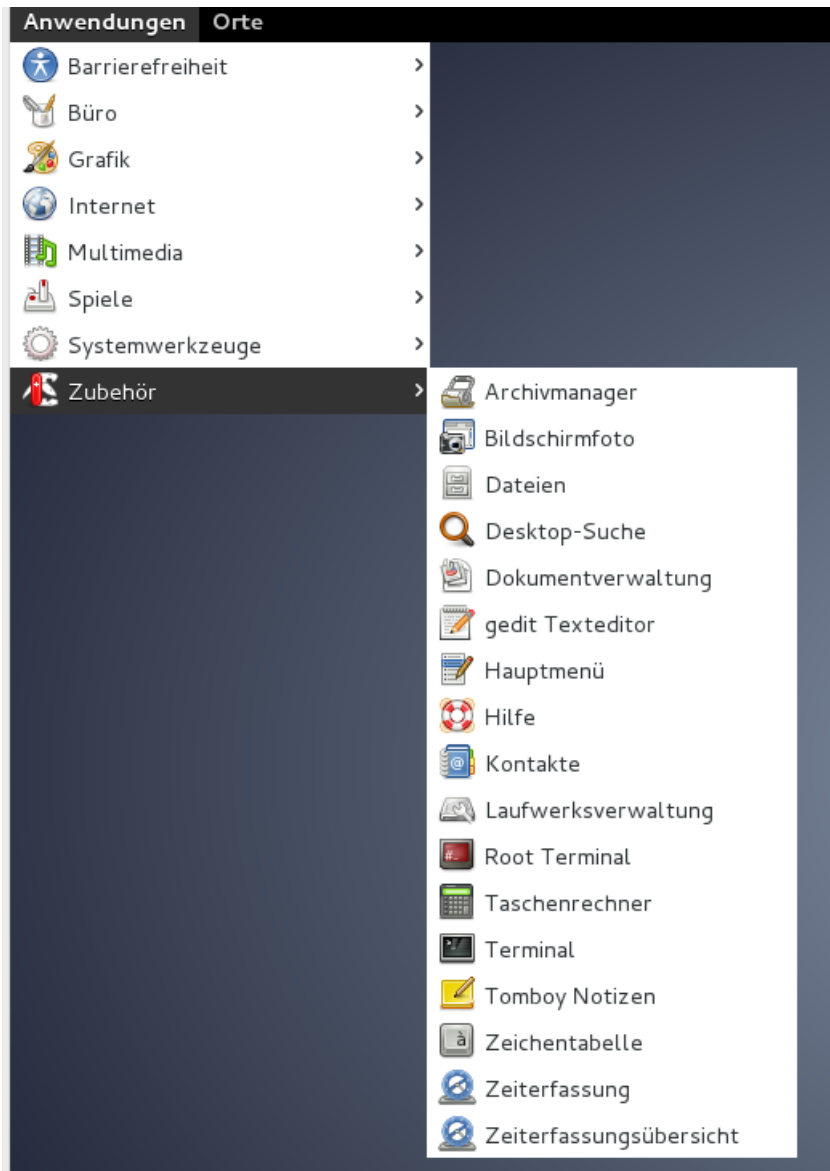 Anwendungen Orte
Barrierefreiheit
Büro
Grafik
Internet
Multimedia
Spiele
Systemwerkzeuge
Zubehör
Archivmanager
Bildschirmfoto
Dateien
Desktop-Suche
Dokumentverwaltung
gedit Texteditor
Hauptmenü
Hilfe
Kontakte
Laufwerksverwaltung
Root Terminal
Taschenrechner
Terminal
Tomboy Notizen
Zeichentabelle
Zeiterfassung
Zeiterfassungsübersicht